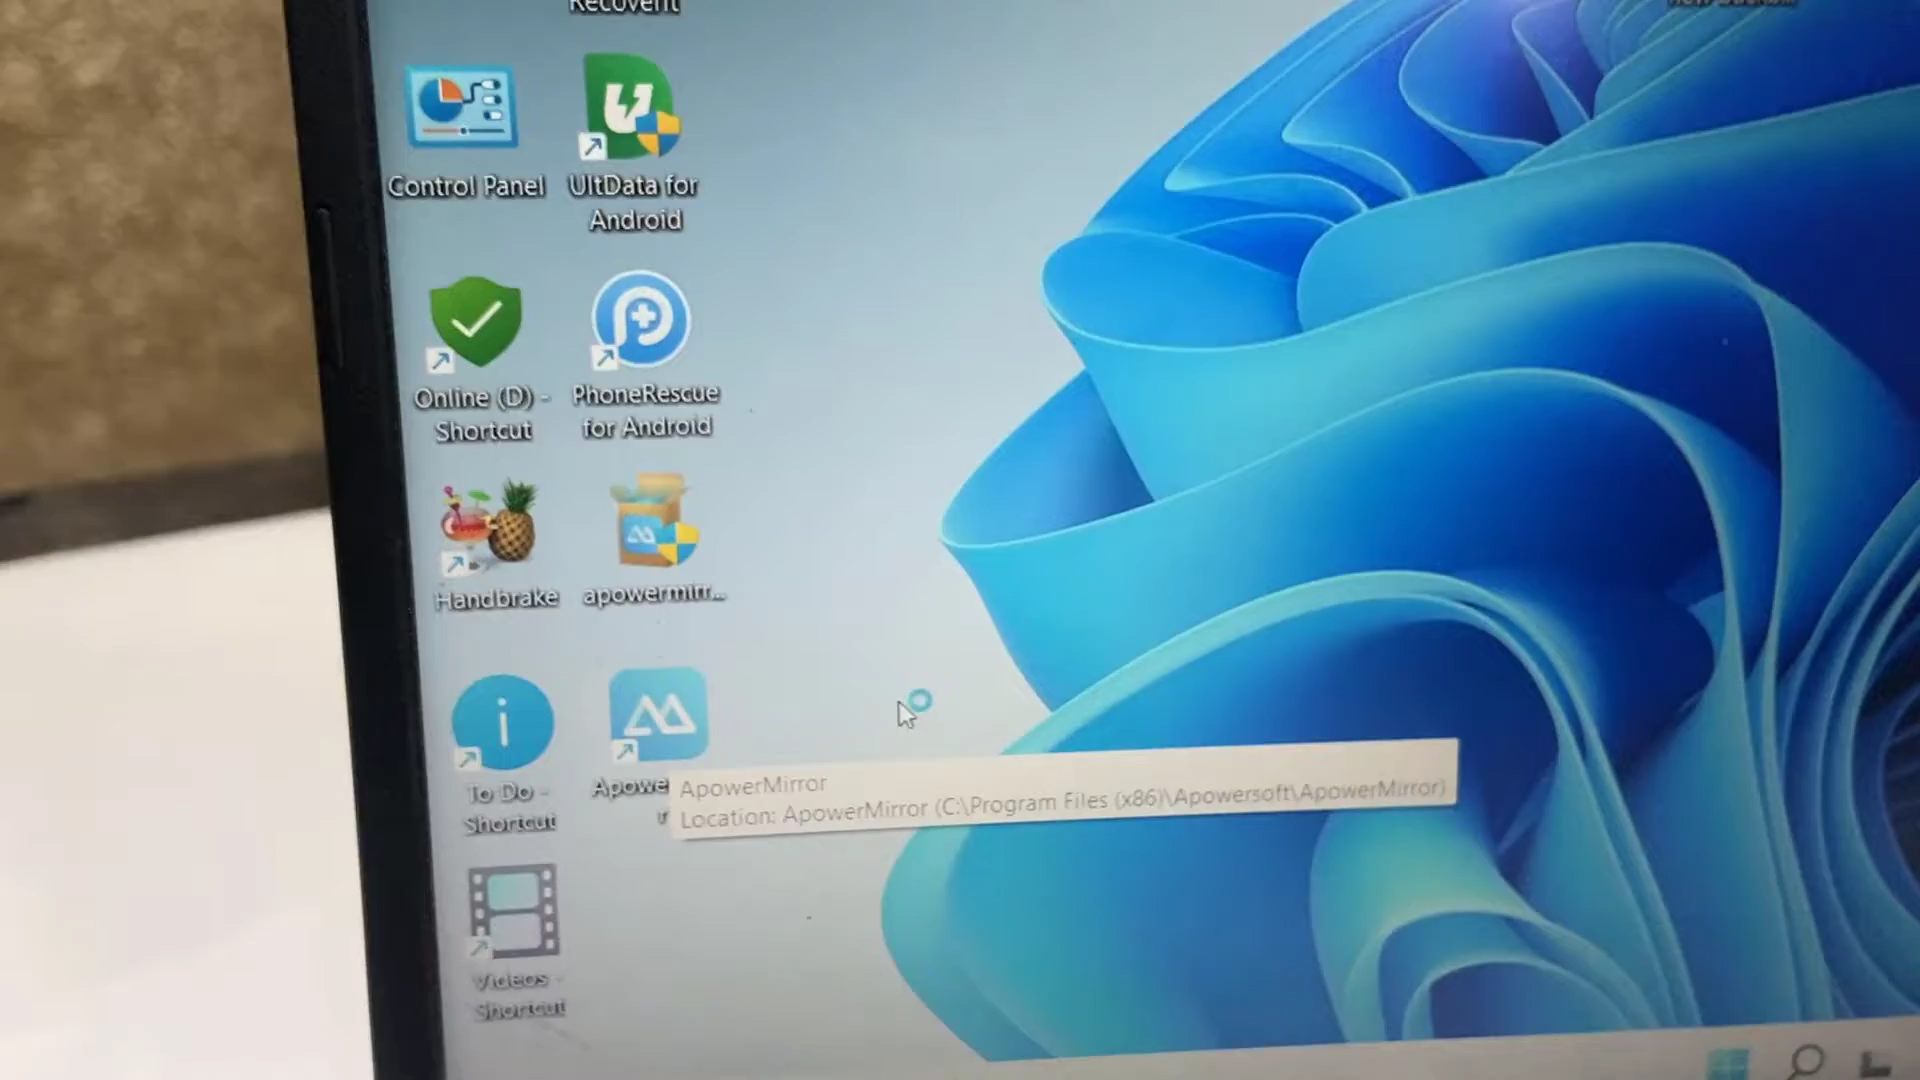 Control Panel
UltData for
Android
Online (D) -
Shortcut
PhoneRescue
for Android
Handbrake
apowermirr...
To Do -
Shortcut
Apower
ApowerMirror
Location: ApowerMirror (C:\Program Files (x86)\Apowersoft\ApowerMirror)
Videos -
Shortcut